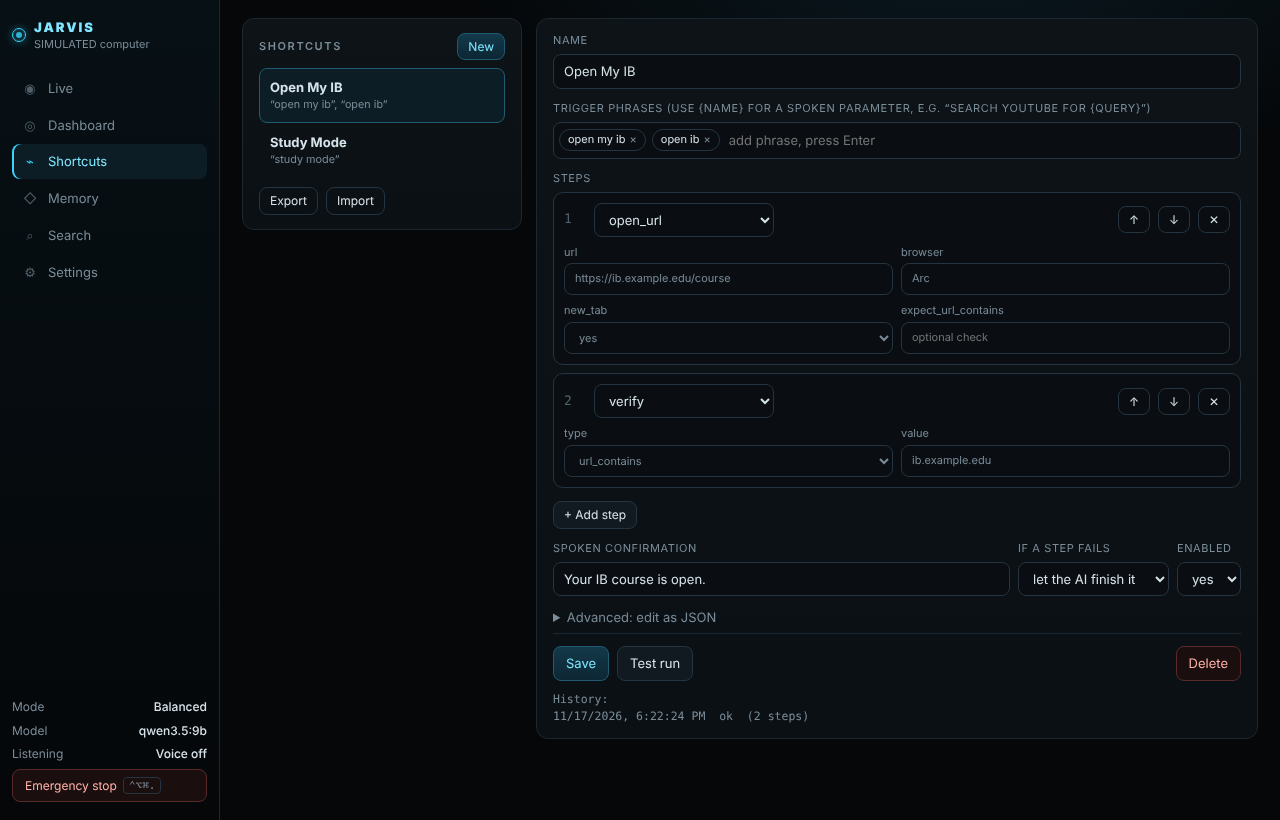 JARVIS
SIMULATED computer
Live
Dashboard
Shortcuts
Memory
Search
Settings
Mode Balanced
Model qwen3.5:9b
Listening Voice off
Emergency stop ⌃⌥⌘.
SHORTCUTS New
Open My IB
“open my ib”, “open ib”
Study Mode
“study mode”
Export Import
NAME
Open My IB
TRIGGER PHRASES (USE {NAME} FOR A SPOKEN PARAMETER, E.G. “SEARCH YOUTUBE FOR {QUERY}”)
open my ib × open ib × add phrase, press Enter
STEPS
1 open_url ↑ ↓ ✕
url browser
https://ib.example.edu/course Arc
new_tab expect_url_contains
yes optional check
2 verify ↑ ↓ ✕
type value
url_contains ib.example.edu
+ Add step
SPOKEN CONFIRMATION IF A STEP FAILS ENABLED
Your IB course is open. let the AI finish it yes
Advanced: edit as JSON
Save Test run Delete
History:
11/17/2026, 6:22:24 PM ok (2 steps)